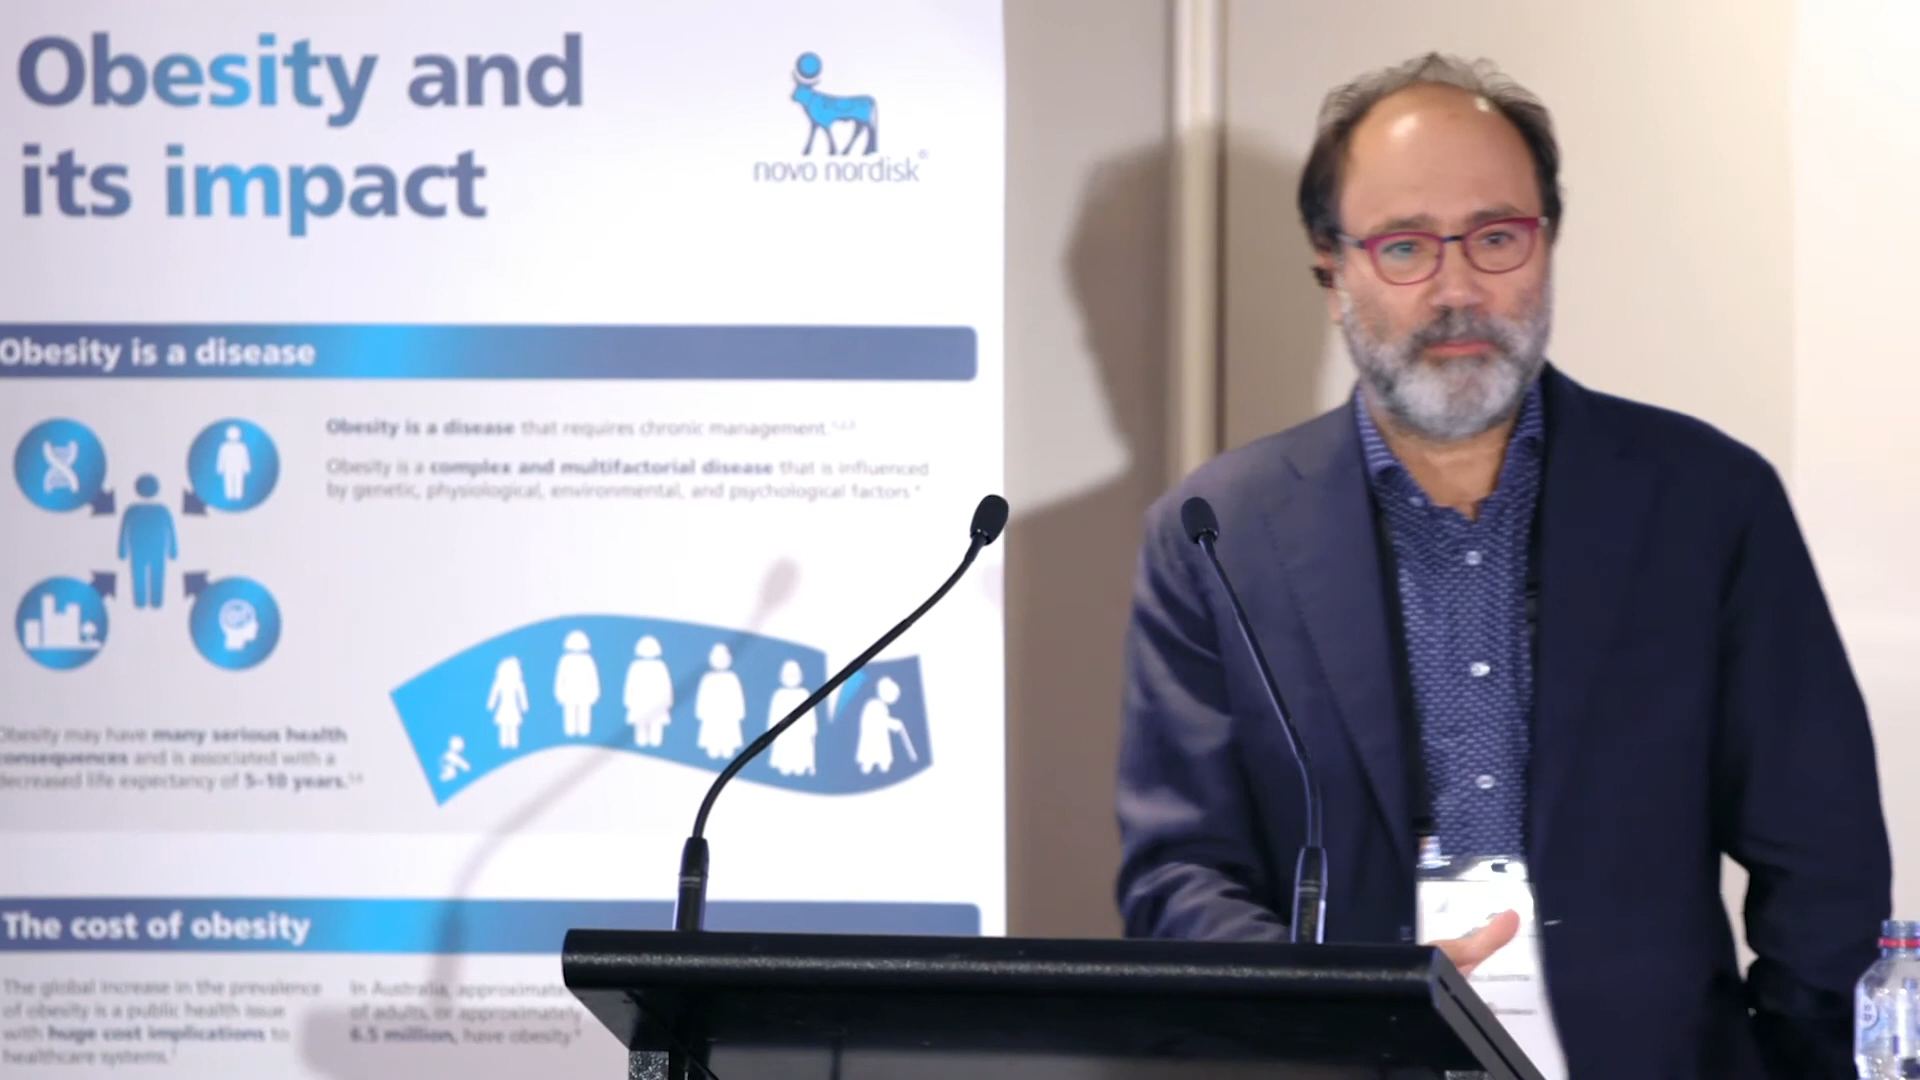 Obesity and
its impact
novo nordisk®
Obesity is a disease
Obesity is a disease that requires chronic management.
Obesity is a complex and multifactorial disease that is influenced
by genetic, physiological, environmental, and psychological factors.
Obesity may have many serious health
consequences and is associated with a
decreased life expectancy of 5–10 years.
The cost of obesity
The global increase in the prevalence
of obesity is a public health issue
with huge cost implications to
healthcare systems.
In Australia, approximate
of adults, or approximately
6.5 million, have obesity